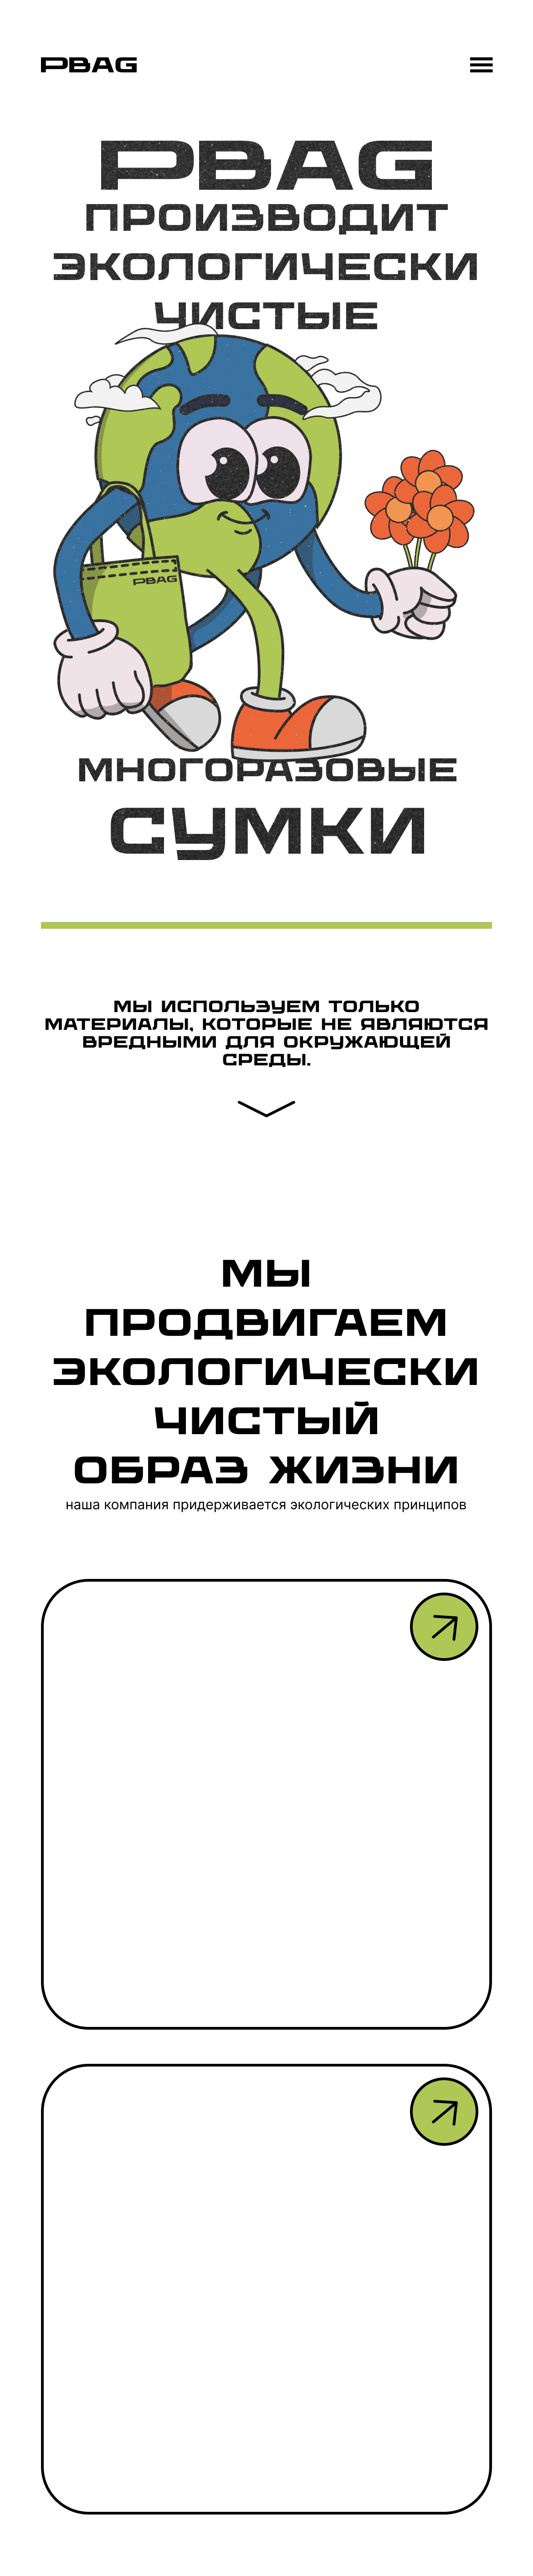 PBAG
PBAG
ПРОИЗВОДИТ
ЭКОЛОГИЧЕСКИ
ЧИСТЫЕ
PBAG
МНОГОРАЗОВЫЕ
СУМКИ
МЫ ИСПОЛЬЗУЕМ ТОЛЬКО
МАТЕРИАЛЫ, КОТОРЫЕ НЕ ЯВЛЯЮТСЯ
ВРЕДНЫМИ ДЛЯ ОКРУЖАЮЩЕЙ
СРЕДЫ.
МЫ
ПРОДВИГАЕМ
ЭКОЛОГИЧЕСКИ
ЧИСТЫЙ
ОБРАЗ ЖИЗНИ
наша компания придерживается экологических принципов